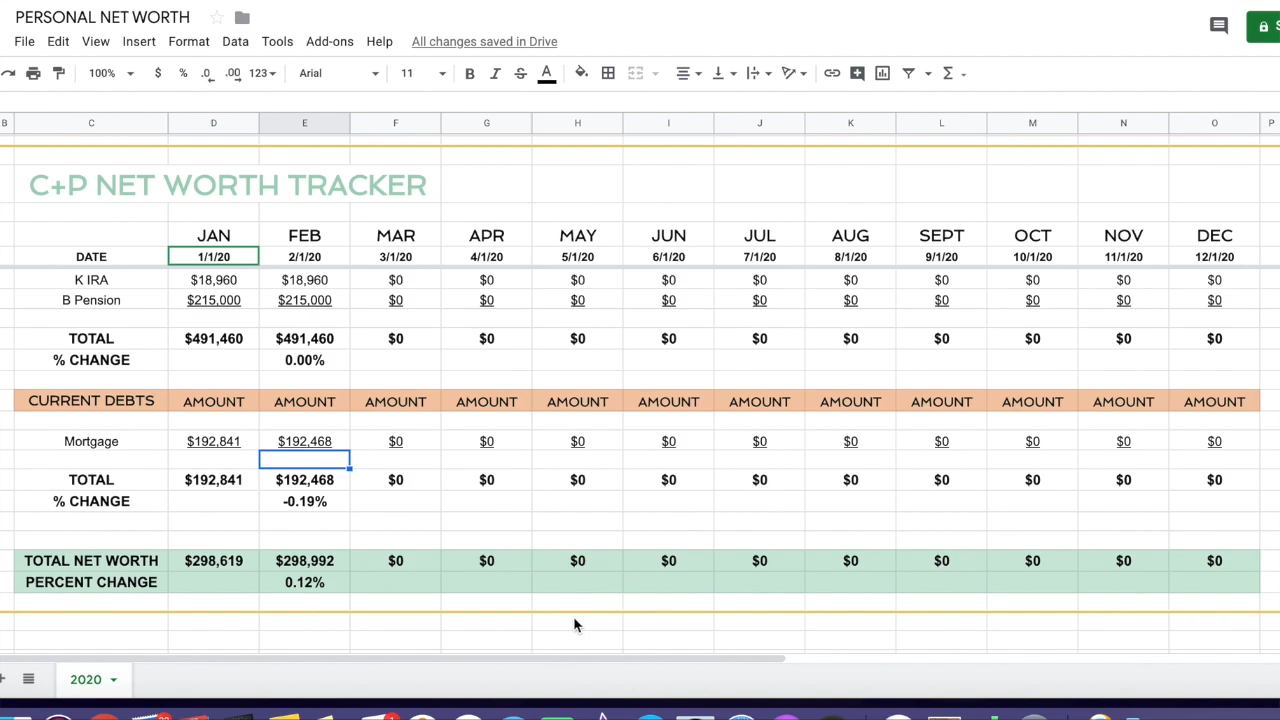 PERSONAL NET WORTH
File Edit View Insert Format Data Tools Add-ons Help All changes saved in Drive
100% $ % .0 .00 123 Arial 11 B I S A Σ
B C D E F G H I J K L M N O P
C+P NET WORTH TRACKER
JAN FEB MAR APR MAY JUN JUL AUG SEPT OCT NOV DEC
DATE 1/1/20 2/1/20 3/1/20 4/1/20 5/1/20 6/1/20 7/1/20 8/1/20 9/1/20 10/1/20 11/1/20 12/1/20
K IRA $18,960 $18,960 $0 $0 $0 $0 $0 $0 $0 $0 $0 $0
B Pension $215,000 $215,000 $0 $0 $0 $0 $0 $0 $0 $0 $0 $0
TOTAL $491,460 $491,460 $0 $0 $0 $0 $0 $0 $0 $0 $0 $0
% CHANGE 0.00%
CURRENT DEBTS AMOUNT AMOUNT AMOUNT AMOUNT AMOUNT AMOUNT AMOUNT AMOUNT AMOUNT AMOUNT AMOUNT AMOUNT
Mortgage $192,841 $192,468 $0 $0 $0 $0 $0 $0 $0 $0 $0 $0
TOTAL $192,841 $192,468 $0 $0 $0 $0 $0 $0 $0 $0 $0 $0
% CHANGE -0.19%
TOTAL NET WORTH $298,619 $298,992 $0 $0 $0 $0 $0 $0 $0 $0 $0 $0
PERCENT CHANGE 0.12%
2020